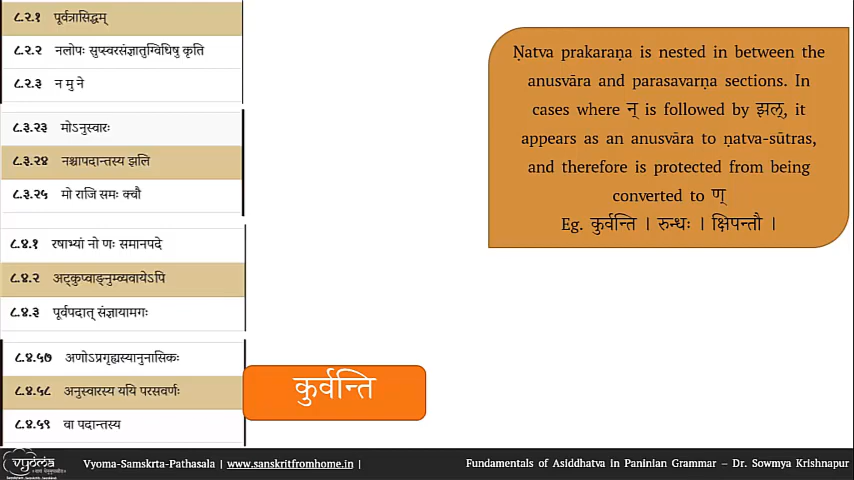 ८.२.१ पूर्वत्रासिद्धम्
८.२.२ नलोपः सुप्स्वरसंज्ञातुग्विधिषु कृति
८.२.३ न मु ने
८.३.२३ मोऽनुस्वारः
८.३.२४ नश्चापदान्तस्य झलि
८.३.२५ मो राजि समः क्वौ
८.४.१ रषाभ्यां नो णः समानपदे
८.४.२ अट्कुप्वाङ्नुम्व्यवायेऽपि
८.४.३ पूर्वपदात् संज्ञायामगः
८.४.५७ अणोऽप्रगृह्यस्यानुनासिकः
८.४.५८ अनुस्वारस्य ययि परसवर्णः
८.४.५९ वा पदान्तस्य
कुर्वन्ति
Ṇatva prakaraṇa is nested in between the
anusvāra and parasavarṇa sections. In
cases where न् is followed by झल्, it
appears as an anusvāra to ṇatva-sūtras,
and therefore is protected from being
converted to ण्
Eg. कुर्वन्ति । रुन्धः । क्षिपन्तौ ।
vyoma
Vyoma-Samskrta-Pathasala | www.sanskritfromhome.in |
Fundamentals of Asiddhatva in Paninian Grammar – Dr. Sowmya Krishnapur